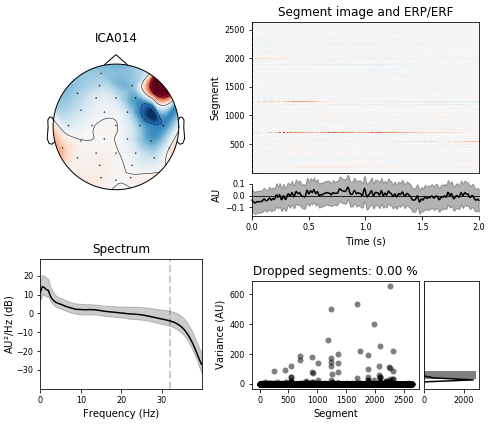 ICA014
Segment image and ERP/ERF
2500
2000
1500
1000
500
Segment
0.1
0.0
−0.1
AU
0.0 0.5 1.0 1.5 2.0
Time (s)
Spectrum
20
10
0
−10
−20
−30
AU²/Hz (dB)
0 10 20 30
Frequency (Hz)
Dropped segments: 0.00 %
600
400
200
0
Variance (AU)
0 500 1000 1500 2000 2500
Segment
0 2000